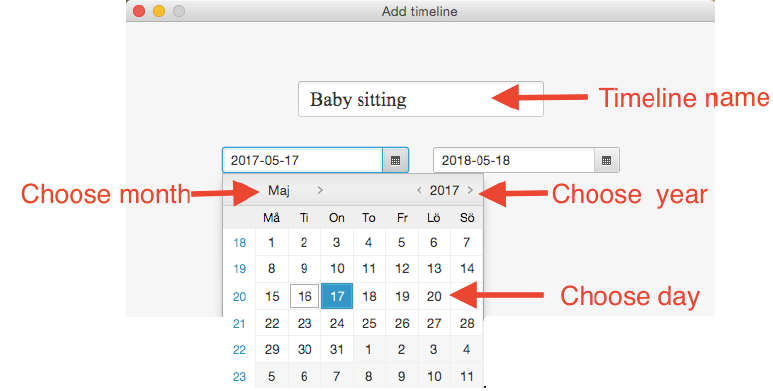 Add timeline
Baby sitting
Timeline name
2017-05-17
2018-05-18
Choose month
Maj > < 2017 >
Choose year
Må Ti On To Fr Lö Sö
18 1 2 3 4 5 6 7
19 8 9 10 11 12 13 14
20 15 16 17 18 19 20
Choose day
21 22 23 24 25 26 27 28
22 29 30 31 1 2 3 4
23 5 6 7 8 9 10 11